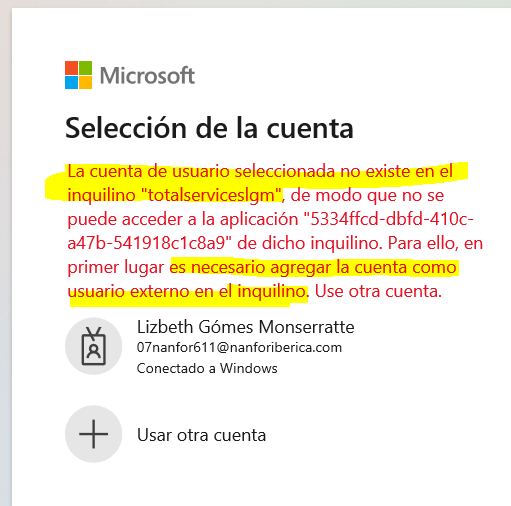 Microsoft
Selección de la cuenta
La cuenta de usuario seleccionada no existe en el
inquilino "totalserviceslgm", de modo que no se
puede acceder a la aplicación "5334ffcd-dbfd-410c-
a47b-541918c1c8a9" de dicho inquilino. Para ello, en
primer lugar es necesario agregar la cuenta como
usuario externo en el inquilino. Use otra cuenta.
Lizbeth Gómes Monserratte
07nanfor611@nanforiberica.com
Conectado a Windows
Usar otra cuenta